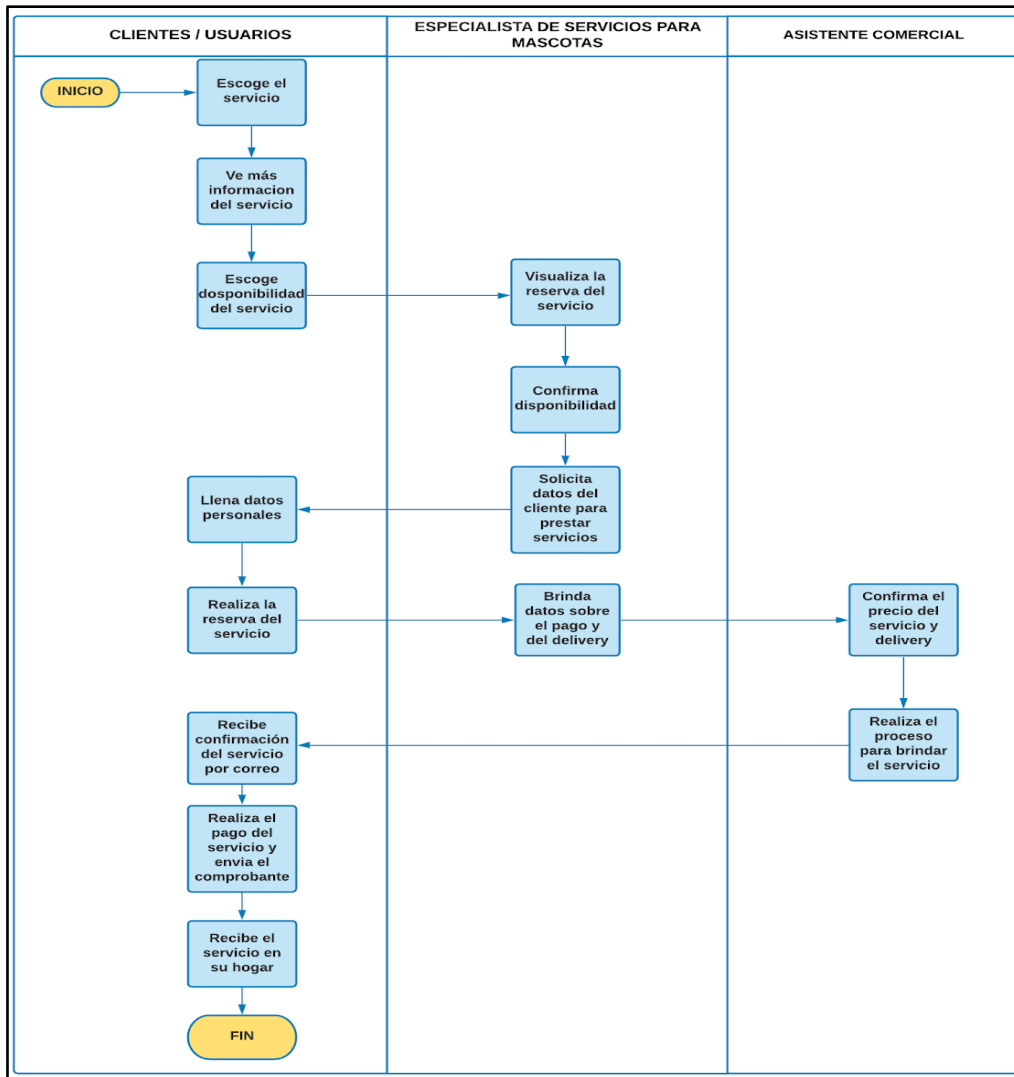 CLIENTES / USUARIOS
ESPECIALISTA DE SERVICIOS PARA
MASCOTAS
ASISTENTE COMERCIAL
INICIO
Escoge el
servicio
Ve más
informacion
del servicio
Escoge
dosponibilidad
del servicio
Visualiza la
reserva del
servicio
Confirma
disponibilidad
Solicita
datos del
cliente para
prestar
servicios
Llena datos
personales
Realiza la
reserva del
servicio
Brinda
datos sobre
el pago y
del delivery
Confirma el
precio del
servicio y
delivery
Realiza el
proceso
para brindar
el servicio
Recibe
confirmación
del servicio
por correo
Realiza el
pago del
servicio y
envia el
comprobante
Recibe el
servicio en
su hogar
FIN